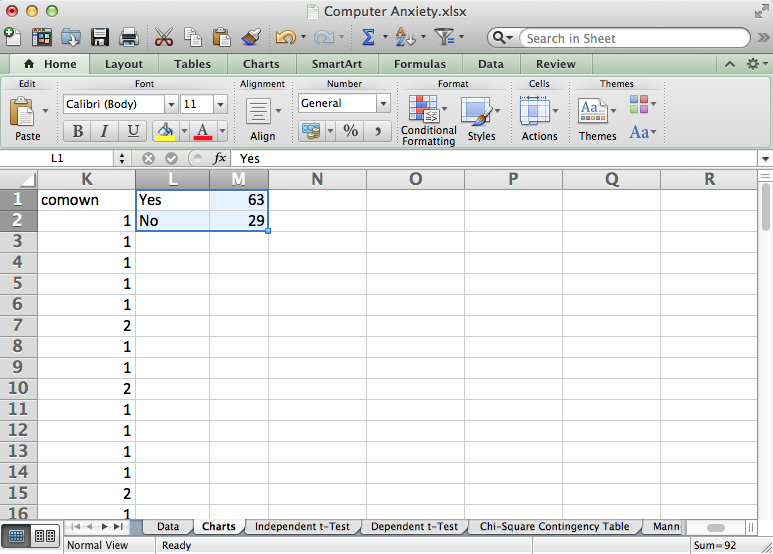 Computer Anxiety.xlsx
Search in Sheet
Home Layout Tables Charts SmartArt Formulas Data Review
Edit Font Alignment Number Format Cells Themes
Calibri (Body) 11 General
B I U A % , Aa
Paste Align Conditional Formatting Styles Actions Themes Aa
L1 fx Yes
K L M N O P Q R
1 comown Yes 63
2 1 No 29
3 1
4 1
5 1
6 1
7 2
8 1
9 1
10 2
11 1
12 1
13 1
14 1
15 2
16 1
Data Charts Independent t-Test Dependent t-Test Chi-Square Contingency Table Mann
Normal View Ready Sum=92